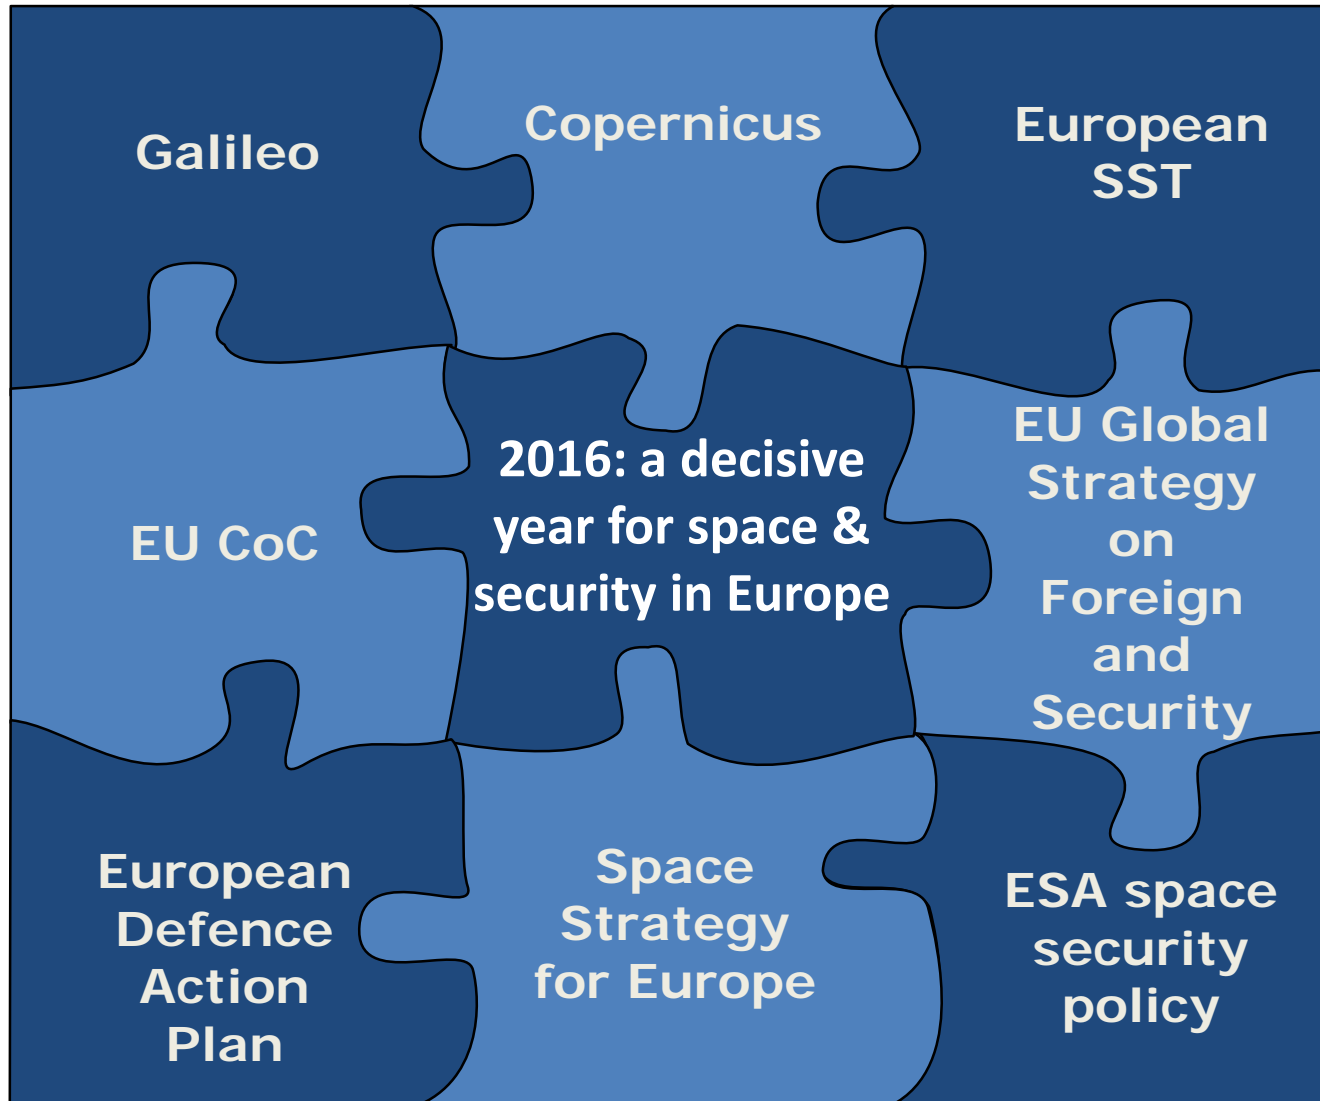 Galileo
Copernicus
European
SST
EU CoC
2016: a decisive
year for space &
security in Europe
EU Global
Strategy
on
Foreign
and
Security
European
Defence
Action
Plan
Space
Strategy
for Europe
ESA space
security
policy